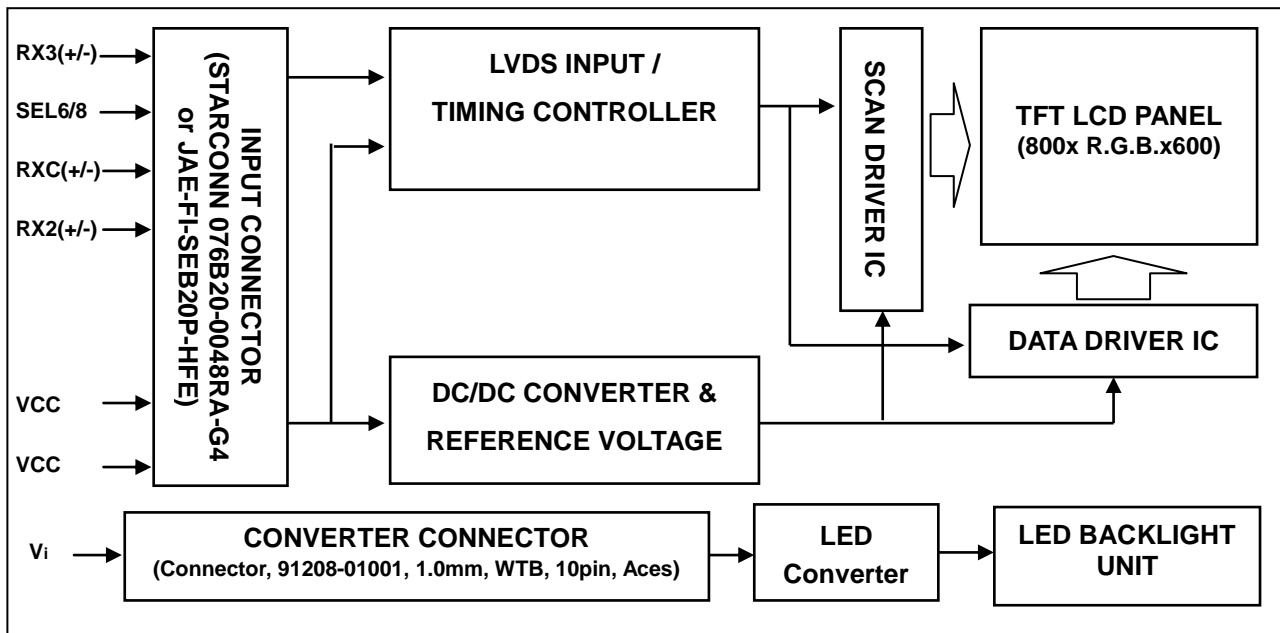 RX3(+/-)
SEL6/8
RXC(+/-)
RX2(+/-)
VCC
VCC
INPUT CONNECTOR
(STARCONN 076B20-0048RA-G4
or JAE-FI-SEB20P-HFE)
LVDS INPUT /
TIMING CONTROLLER
SCAN DRIVER IC
TFT LCD PANEL
(800x R.G.B.x600)
DATA DRIVER IC
DC/DC CONVERTER &
REFERENCE VOLTAGE
Vi
CONVERTER CONNECTOR
(Connector, 91208-01001, 1.0mm, WTB, 10pin, Aces)
LED
Converter
LED BACKLIGHT
UNIT